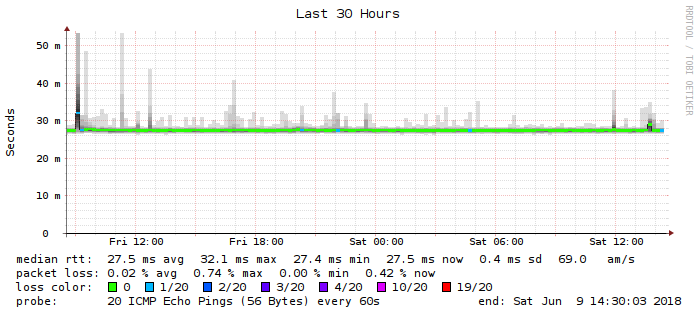 Last 30 Hours
RRDTOOL / TOBI OETIKER
Seconds
50 m
40 m
30 m
20 m
10 m
0
Fri 12:00 Fri 18:00 Sat 00:00 Sat 06:00 Sat 12:00
median rtt: 27.5 ms avg 32.1 ms max 27.4 ms min 27.5 ms now 0.4 ms sd 69.0 am/s
packet loss: 0.02 % avg 0.74 % max 0.00 % min 0.42 % now
loss color: 0 1/20 2/20 3/20 4/20 10/20 19/20
probe: 20 ICMP Echo Pings (56 Bytes) every 60s end: Sat Jun 9 14:30:03 2018